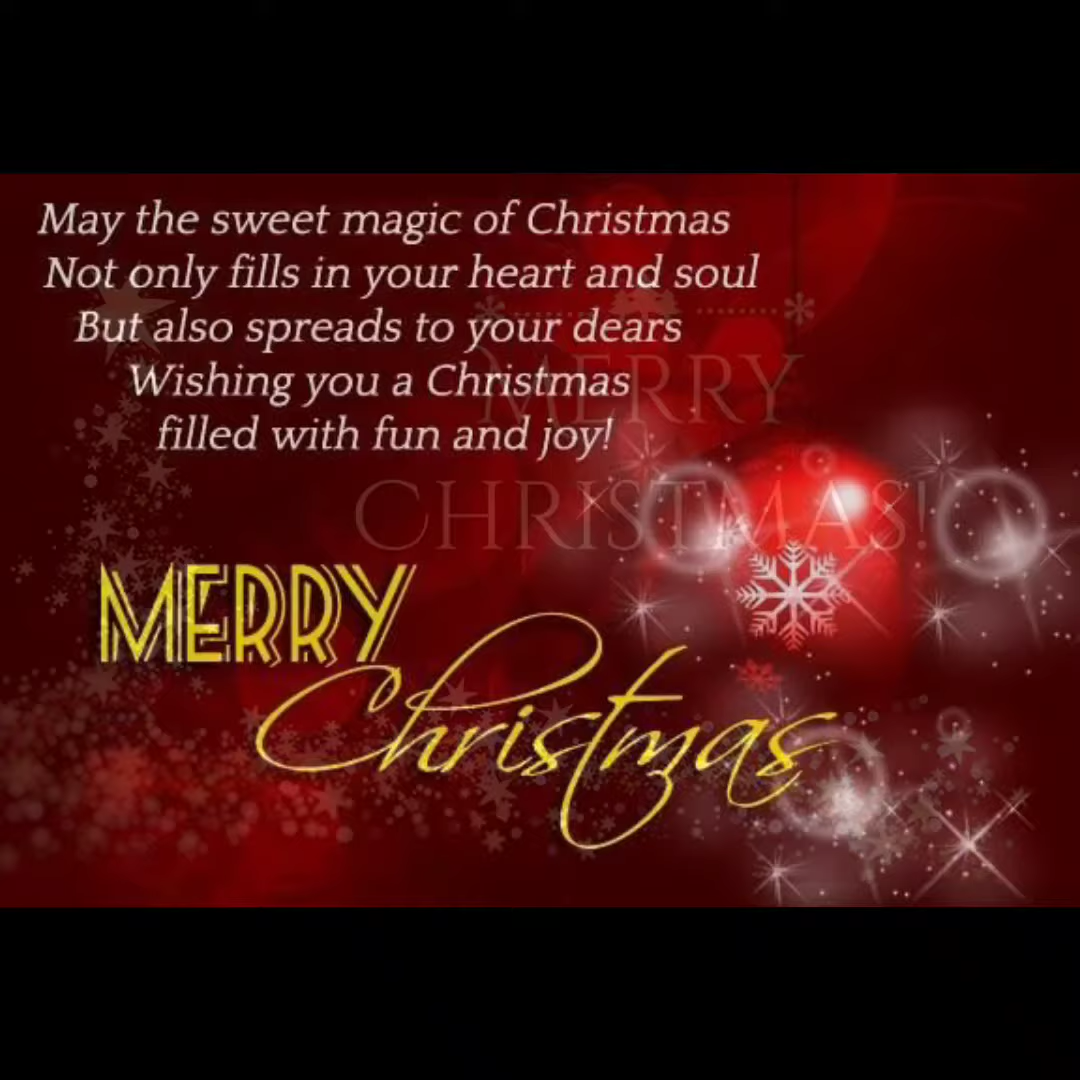 May the sweet magic of Christmas
Not only fills in your heart and soul
But also spreads to your dears
Wishing you a Christmas
filled with fun and joy!
MERRY
CHRISTMAS!
MERRY
Christmas